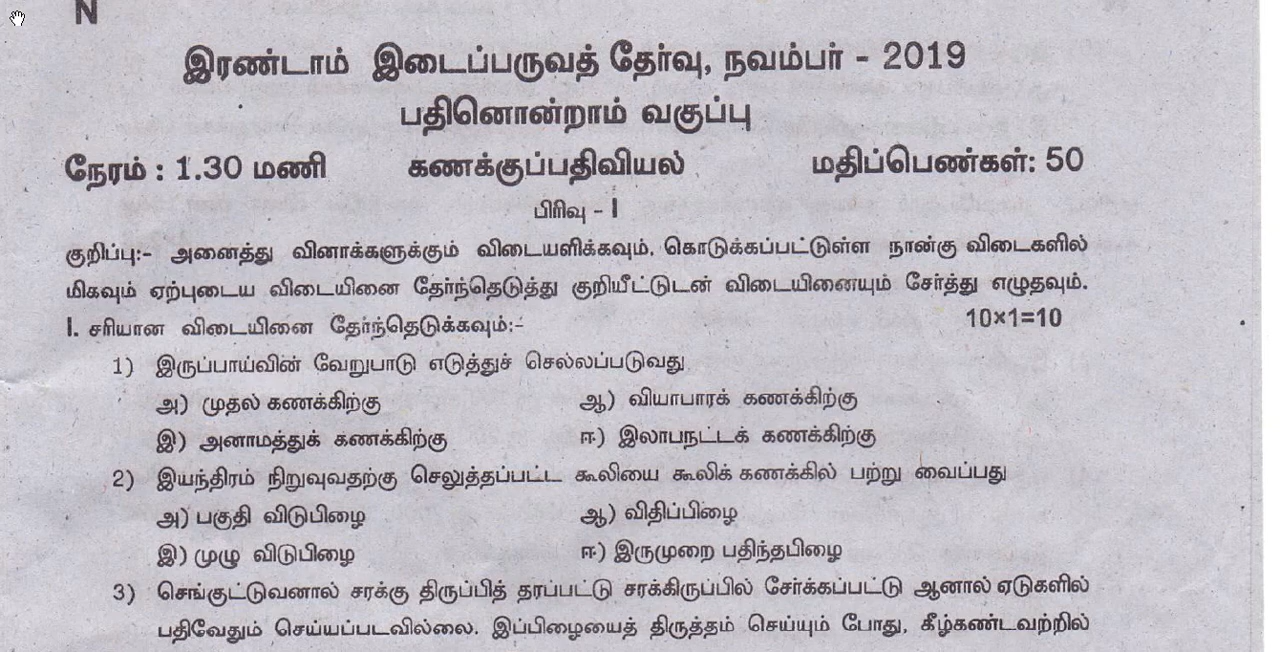 N
இரண்டாம் இடைப்பருவத் தேர்வு, நவம்பர் - 2019
பதினொன்றாம் வகுப்பு
நேரம் : 1.30 மணி கணக்குப்பதிவியல் மதிப்பெண்கள்: 50
பிரிவு - I
குறிப்பு:- அனைத்து வினாக்களுக்கும் விடையளிக்கவும். கொடுக்கப்பட்டுள்ள நான்கு விடைகளில்
மிகவும் ஏற்புடைய விடையினை தேர்ந்தெடுத்து குறியீட்டுடன் விடையினையும் சேர்த்து எழுதவும்.
I. சரியான விடையினை தேர்ந்தெடுக்கவும்:- 10×1=10
1) இருப்பாய்வின் வேறுபாடு எடுத்துச் செல்லப்படுவது
அ) முதல் கணக்கிற்கு ஆ) வியாபாரக் கணக்கிற்கு
இ) அனாமத்துக் கணக்கிற்கு ஈ) இலாபநட்டக் கணக்கிற்கு
2) இயந்திரம் நிறுவுவதற்கு செலுத்தப்பட்ட கூலியை கூலிக் கணக்கில் பற்று வைப்பது
அ) பகுதி விடுபிழை ஆ) விதிப்பிழை
இ) முழு விடுபிழை ஈ) இருமுறை பதிந்தபிழை
3) செங்குட்டுவனால் சரக்கு திருப்பித் தரப்பட்டு சரக்கிருப்பில் சேர்க்கப்பட்டு ஆனால் ஏடுகளில்
பதிவேதும் செய்யப்படவில்லை. இப்பிழையைத் திருத்தம் செய்யும் போது, கீழ்கண்டவற்றில்